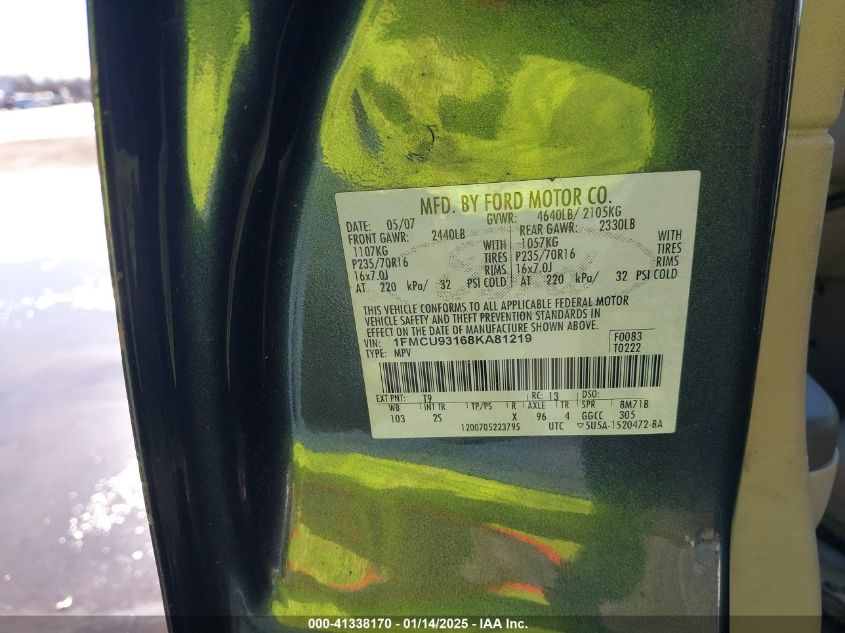 MFD. BY FORD MOTOR CO.
DATE: 05/07 GVWR: 4640LB/ 2105KG
FRONT GAWR: 2440LB REAR GAWR: 2330LB
1107KG WITH 1057KG WITH
P235/70R16 TIRES P235/70R16 TIRES
16x7.0J RIMS 16x7.0J RIMS
AT 220 kPa/ 32 PSI COLD AT 220 kPa/ 32 PSI COLD
THIS VEHICLE CONFORMS TO ALL APPLICABLE FEDERAL MOTOR
VEHICLE SAFETY AND THEFT PREVENTION STANDARDS IN
EFFECT ON THE DATE OF MANUFACTURE SHOWN ABOVE.
VIN: 1FMCU93168KA81219 F0083
TYPE: MPV T0222
EXT PNT: T9 RC: 13 DSO:
WB INT TR TP/PS R AXLE TR SPR BM71B
103 2S X 96 4 GGCC 305
1200705223795 UTC ▽5U5A-1520472-BA
000-41338170 — 01/14/2025 — IAA Inc.